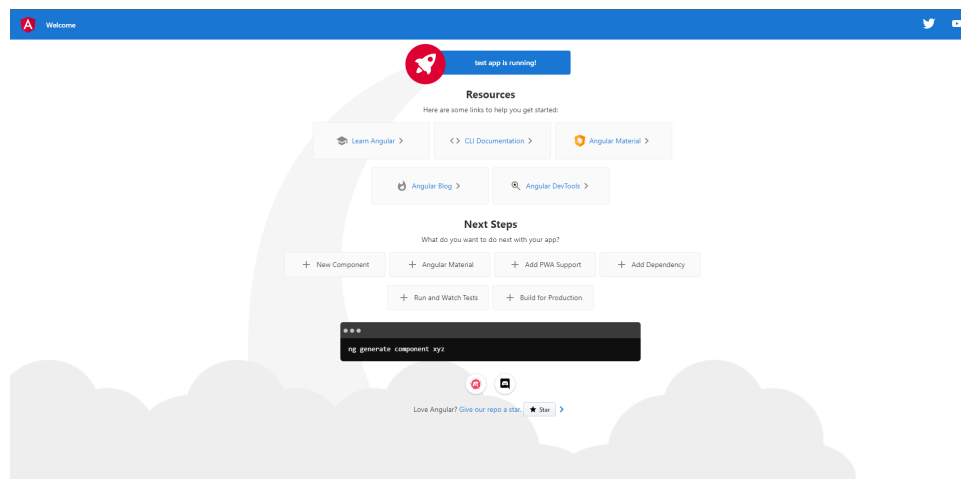 Welcome
test app is running!
Resources
Here are some links to help you get started:
Learn Angular
CLI Documentation
Angular Material
Angular Blog
Angular DevTools
Next Steps
What do you want to do next with your app?
New Component
Angular Material
Add PWA Support
Add Dependency
Run and Watch Tests
Build for Production
ng generate component xyz
Love Angular? Give our repo a star. Star